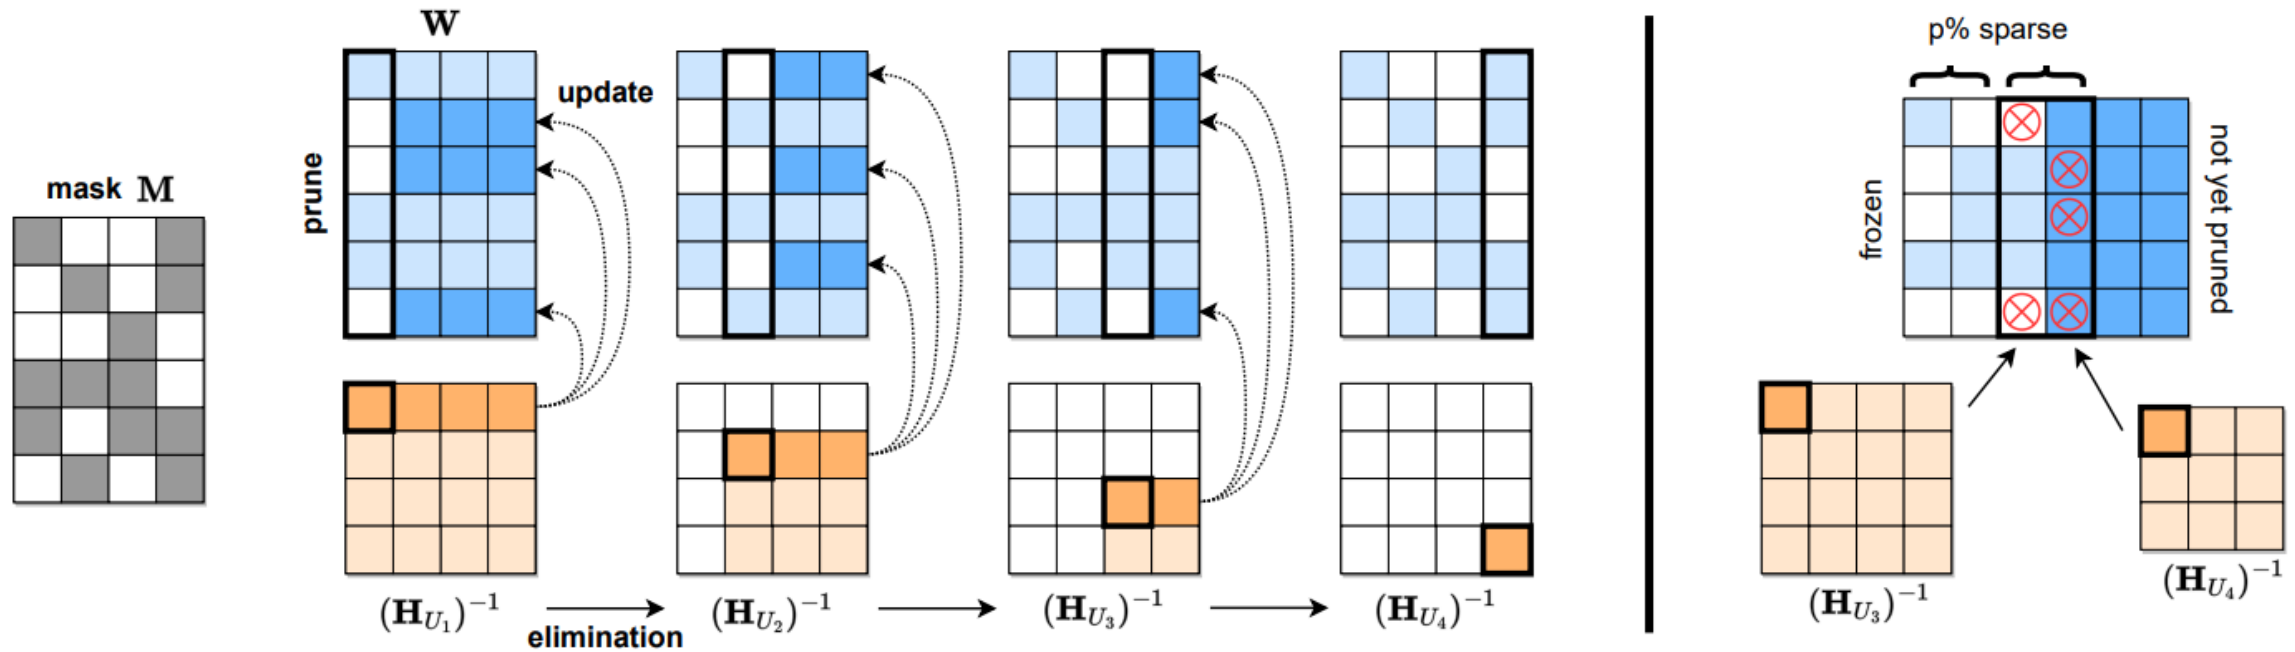 mask M
W
prune
update
(H_{U_1})^{-1}
elimination
(H_{U_2})^{-1}
(H_{U_3})^{-1}
(H_{U_4})^{-1}
p% sparse
frozen
not yet pruned
(H_{U_3})^{-1}
(H_{U_4})^{-1}